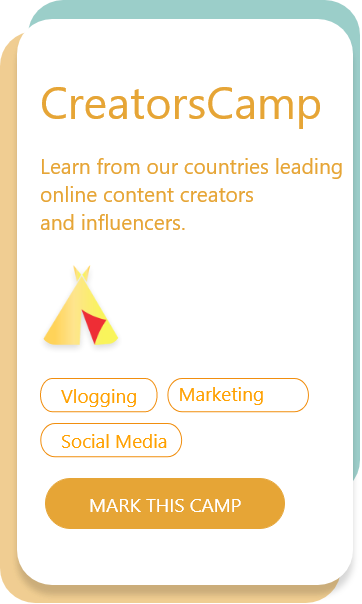 CreatorsCamp
Learn from our countries leading
online content creators
and influencers.
Vlogging
Marketing
Social Media
MARK THIS CAMP